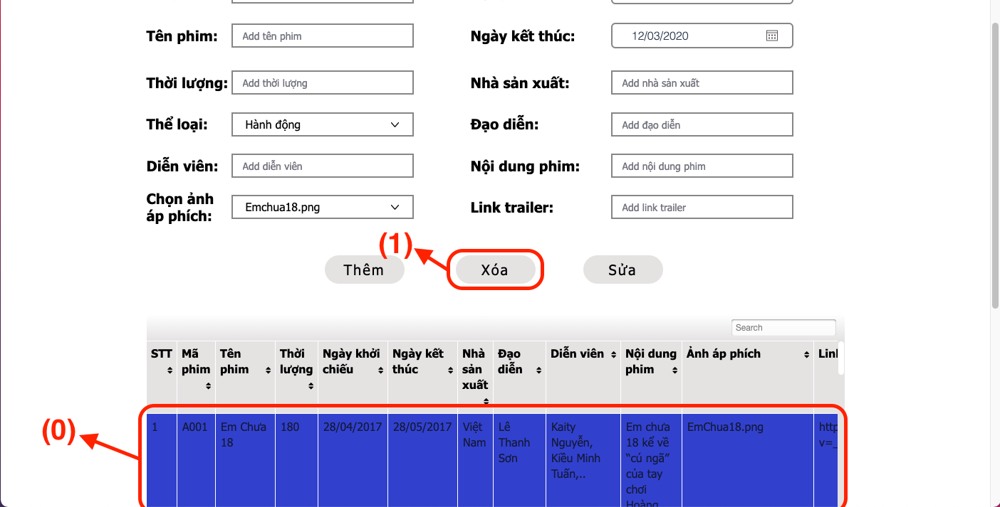 Tên phim: Add tên phim Ngày kết thúc: 12/03/2020
Thời lượng: Add thời lượng Nhà sản xuất: Add nhà sản xuất
Thể loại: Hành động Đạo diễn: Add đạo diễn
Diễn viên: Add diễn viên Nội dung phim: Add nội dung phim
Chọn ảnh
áp phích: Emchua18.png Link trailer: Add link trailer
(1)
Thêm Xóa Sửa
Search
STT Mã Tên Thời Ngày khởi Ngày kết Nhà Đạo Diễn viên Nội dung Ảnh áp phích Link
phim phim lượng chiếu thúc sản diễn phim
xuất
(0)
1 A001 Em Chưa 180 28/04/2017 28/05/2017 Việt Lê Kaity Em chưa EmChua18.png http
18 Nam Thanh Nguyễn, 18 kể về v=_
Sơn Kiều Minh “cú ngã”
Tuấn,.. của tay
chơi
Hoàng